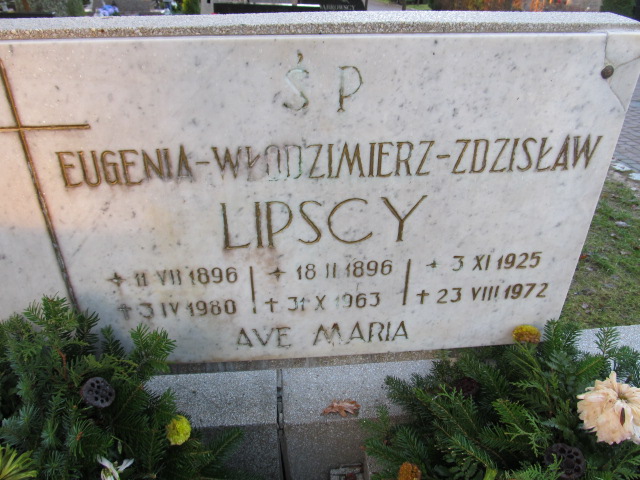 Ś P
EUGENIA-WŁODZIMIERZ-ZDZISŁAW
LIPSCY
* 11 VII 1896 * 18 II 1896 * 3 XI 1925
+ 3 IV 1980 + 31 X 1963 + 23 VIII 1972
AVE MARIA